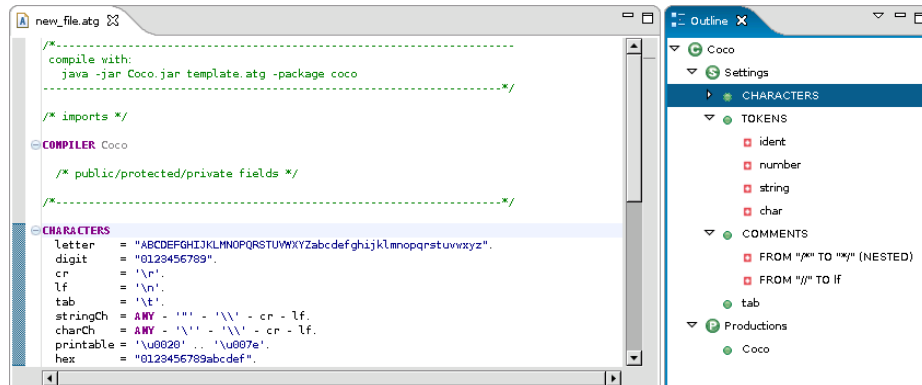 new_file.atg
/*-----------------------------------------------------------------------
compile with:
java -jar Coco.jar template.atg -package coco
-----------------------------------------------------------------------*/
/* imports */
COMPILER Coco
/* public/protected/private fields */
/*---------------------------------------------------------------------*/
CHARACTERS
letter = "ABCDEFGHIJKLMNOPQRSTUVWXYZabcdefghijklmnopqrstuvwxyz".
digit = "0123456789".
cr = '\r'.
lf = '\n'.
tab = '\t'.
stringCh = ANY - '"' - '\\' - cr - lf.
charCh = ANY - '\'' - '\\' - cr - lf.
printable = '\u0020' .. '\u007e'.
hex = "0123456789abcdef".
Outline
Coco
Settings
CHARACTERS
TOKENS
ident
number
string
char
COMMENTS
FROM "/*" TO "*/" (NESTED)
FROM "//" TO lf
tab
Productions
Coco